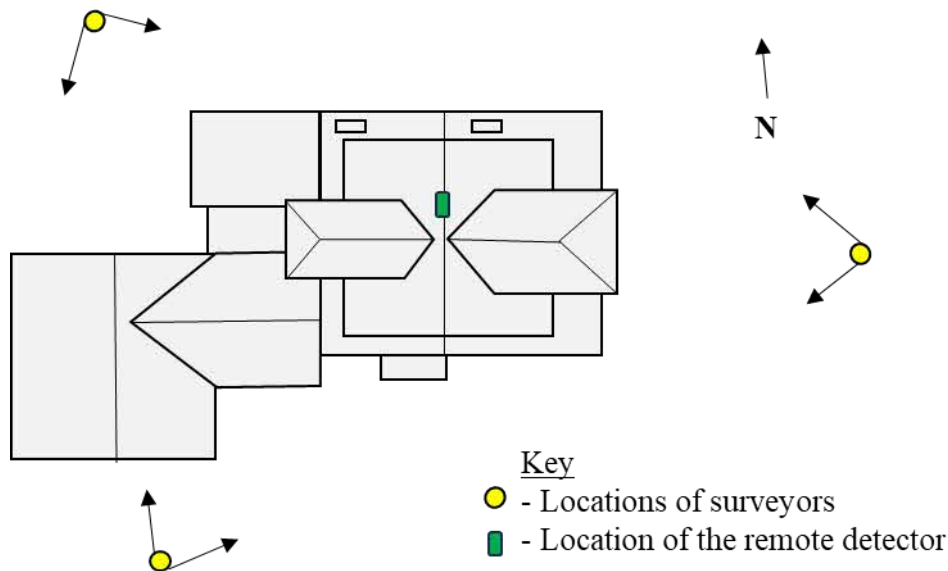 N
Key
- Locations of surveyors
- Location of the remote detector